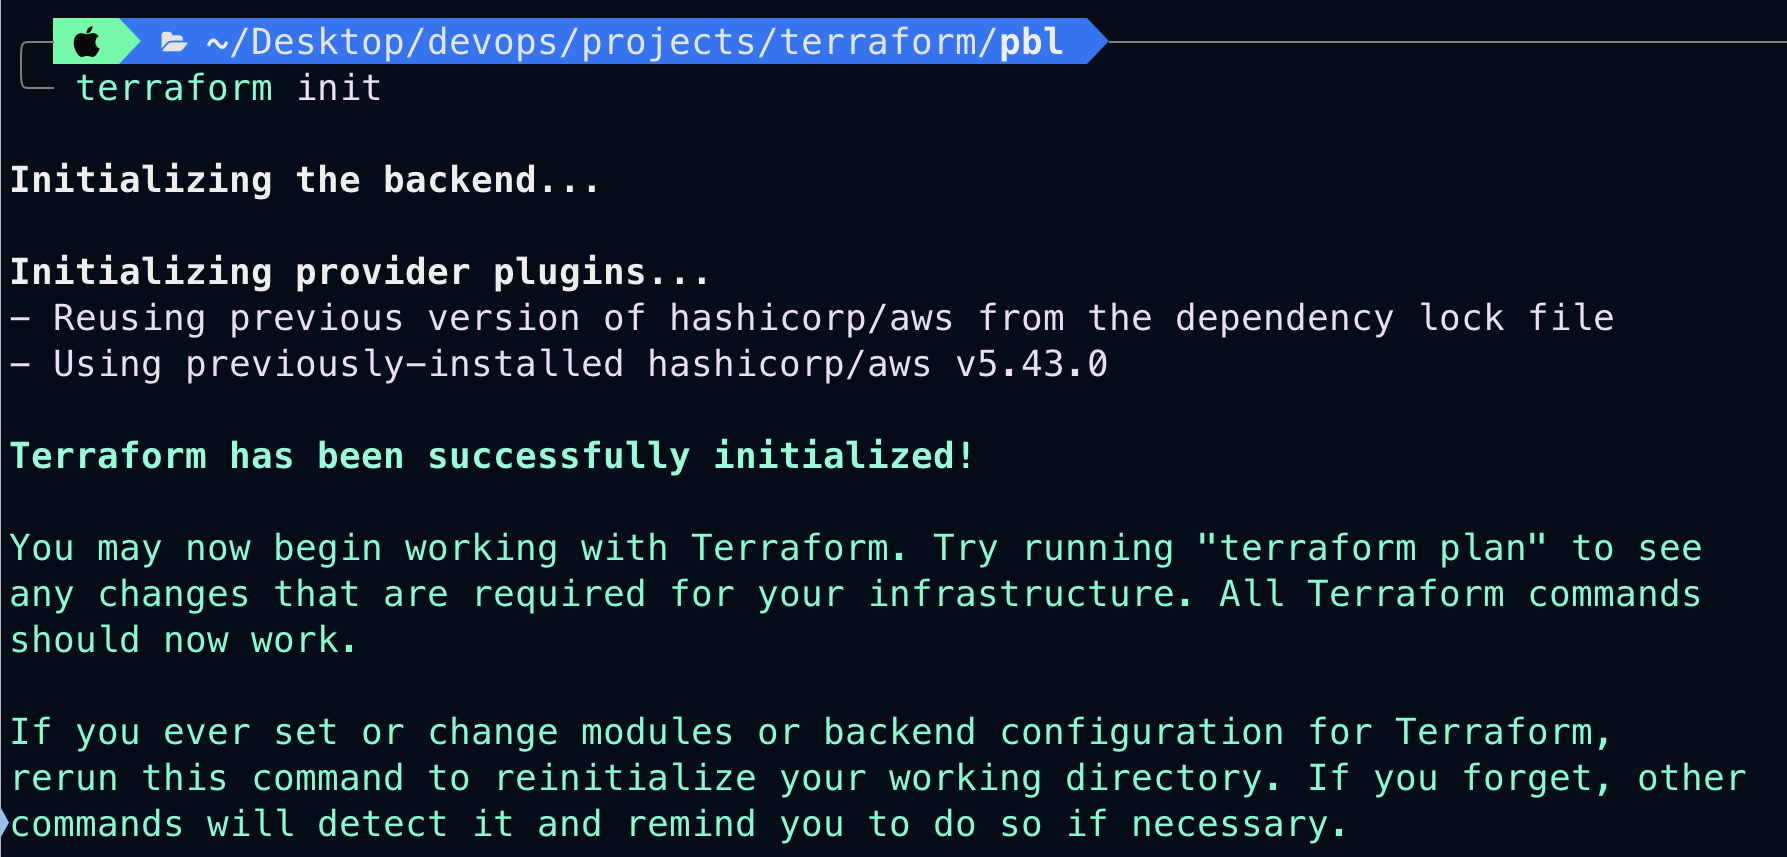 ~/Desktop/devops/projects/terraform/pbl
terraform init
Initializing the backend...
Initializing provider plugins...
- Reusing previous version of hashicorp/aws from the dependency lock file
- Using previously-installed hashicorp/aws v5.43.0
Terraform has been successfully initialized!
You may now begin working with Terraform. Try running "terraform plan" to see
any changes that are required for your infrastructure. All Terraform commands
should now work.
If you ever set or change modules or backend configuration for Terraform,
rerun this command to reinitialize your working directory. If you forget, other
commands will detect it and remind you to do so if necessary.